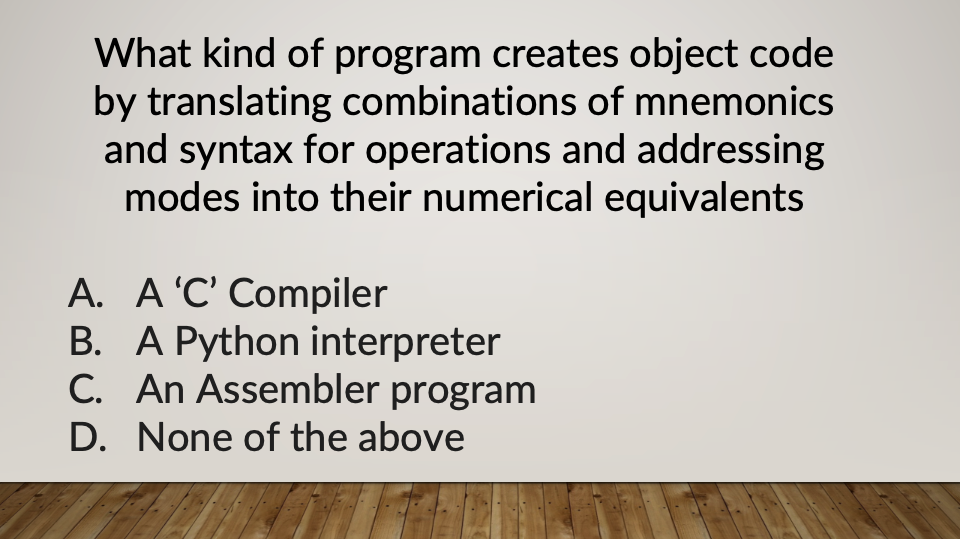 What kind of program creates object code
by translating combinations of mnemonics
and syntax for operations and addressing
modes into their numerical equivalents
A. A ‘C’ Compiler
B. A Python interpreter
C. An Assembler program
D. None of the above